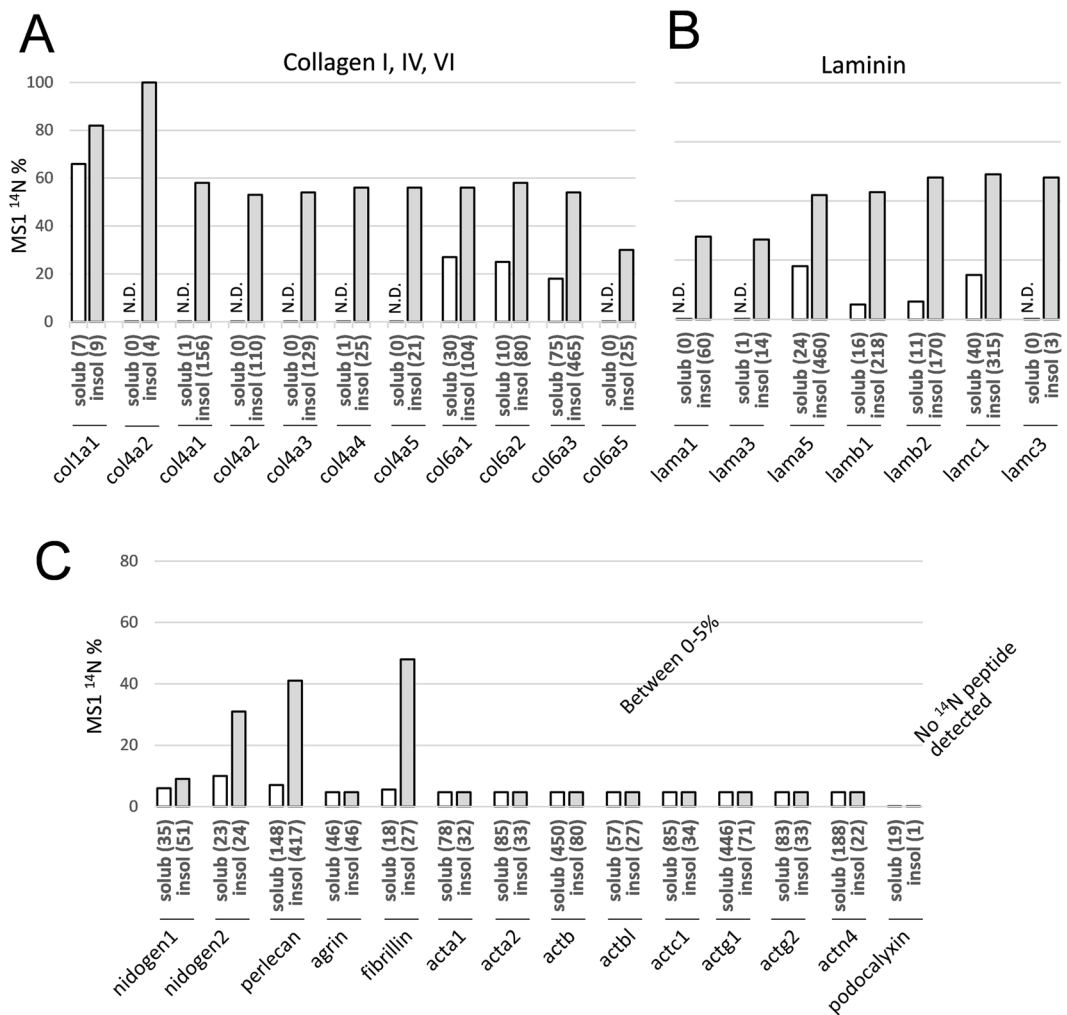 A
B
Collagen I, IV, VI
Laminin
MS1 ¹⁴N %
100
80
60
40
20
0
N.D.
N.D.
N.D.
N.D.
N.D.
N.D.
N.D.
N.D.
N.D.
N.D.
solub (7)
insol (9)
solub (0)
insol (4)
solub (1)
insol (156)
solub (0)
insol (110)
solub (0)
insol (129)
solub (1)
insol (25)
solub (0)
insol (21)
solub (30)
insol (104)
solub (10)
insol (80)
solub (75)
insol (465)
solub (0)
insol (25)
solub (0)
insol (60)
solub (1)
insol (14)
solub (24)
insol (460)
solub (16)
insol (218)
solub (11)
insol (170)
solub (40)
insol (315)
solub (0)
insol (3)
col1a1
col4a2
col4a1
col4a2
col4a3
col4a4
col4a5
col6a1
col6a2
col6a3
col6a5
lama1
lama3
lama5
lamb1
lamb2
lamc1
lamc3
C
MS1 ¹⁴N %
80
60
40
20
0
Between 0-5%
No ¹⁴N peptide
detected
solub (35)
insol (51)
solub (23)
insol (24)
solub (148)
insol (417)
solub (46)
insol (46)
solub (18)
insol (27)
solub (78)
insol (32)
solub (85)
insol (33)
solub (450)
insol (80)
solub (57)
insol (27)
solub (85)
insol (34)
solub (446)
insol (71)
solub (83)
insol (33)
solub (188)
insol (22)
solub (19)
insol (1)
nidogen1
nidogen2
perlecan
agrin
fibrillin
acta1
acta2
actb
actbl
actc1
actg1
actg2
actn4
podocalyxin